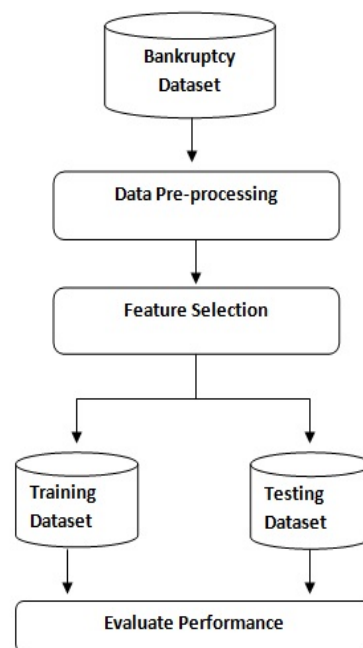 Bankruptcy
Dataset
Data Pre-processing
Feature Selection
Training
Dataset
Testing
Dataset
Evaluate Performance